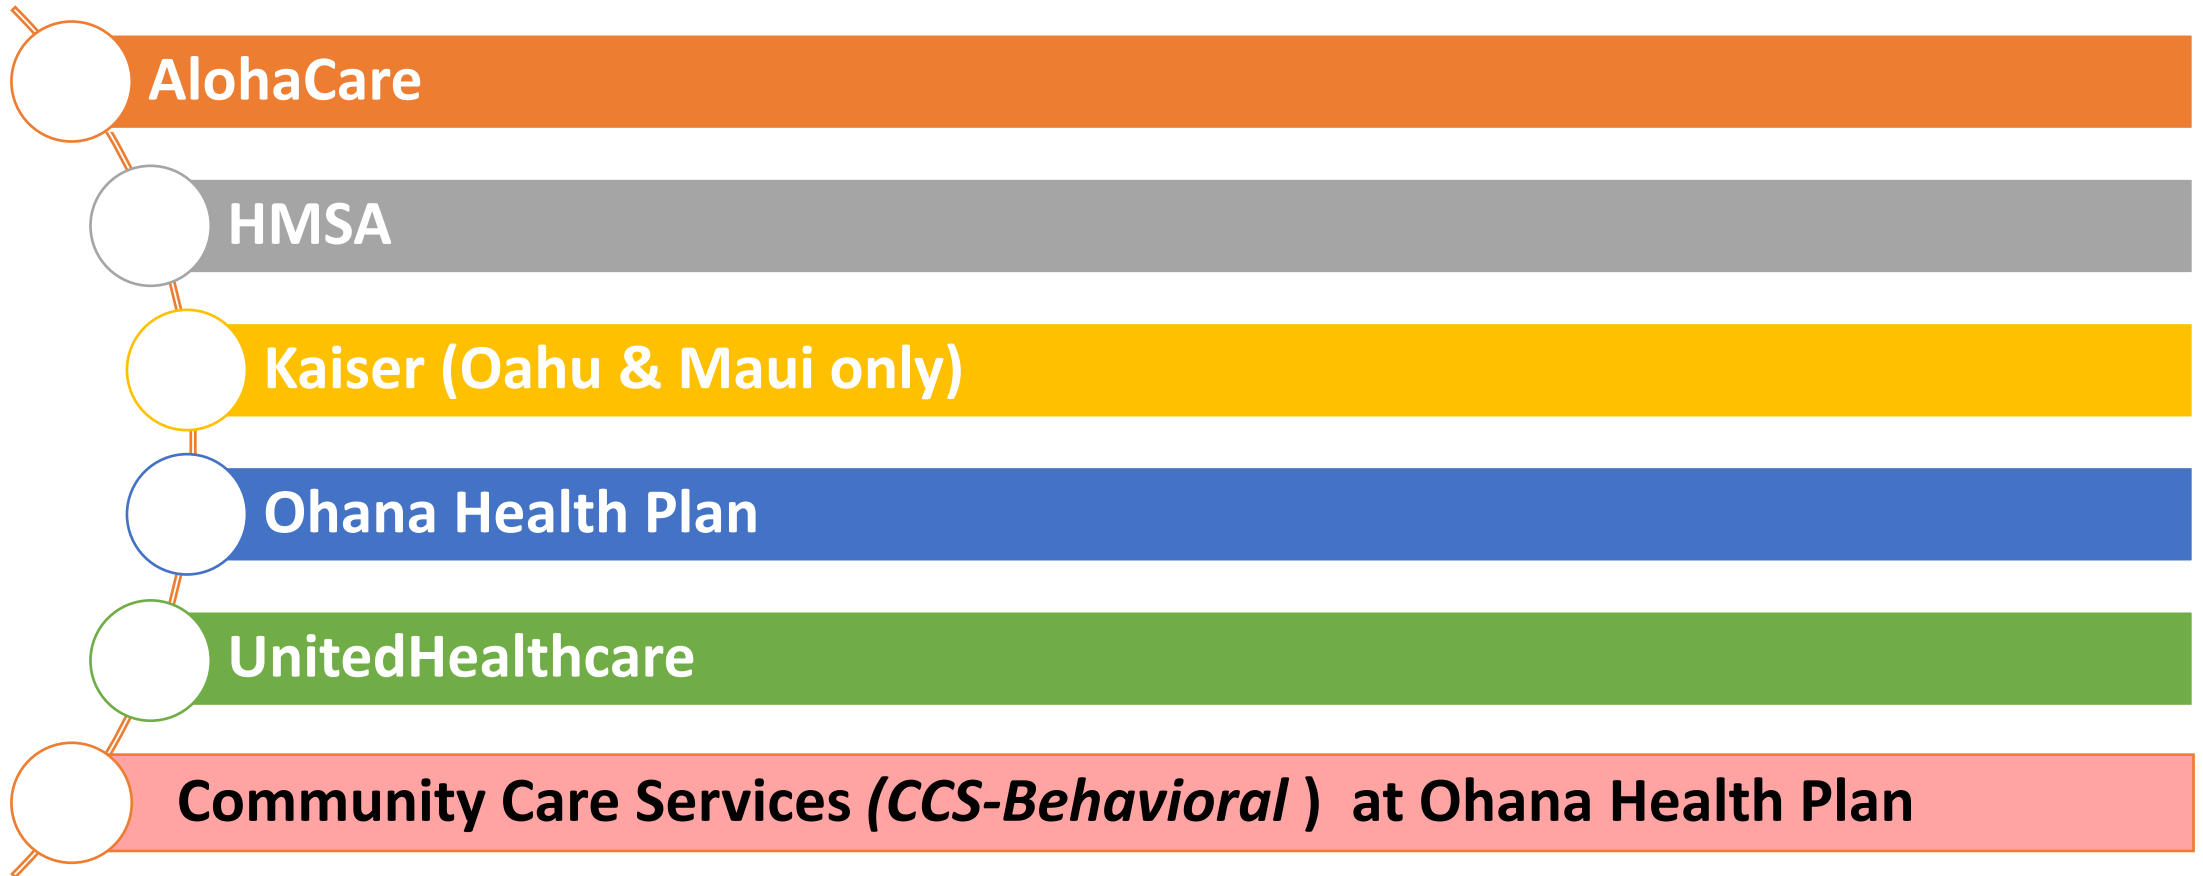 AlohaCare
HMSA
Kaiser (Oahu & Maui only)
Ohana Health Plan
UnitedHealthcare
Community Care Services (CCS-Behavioral ) at Ohana Health Plan